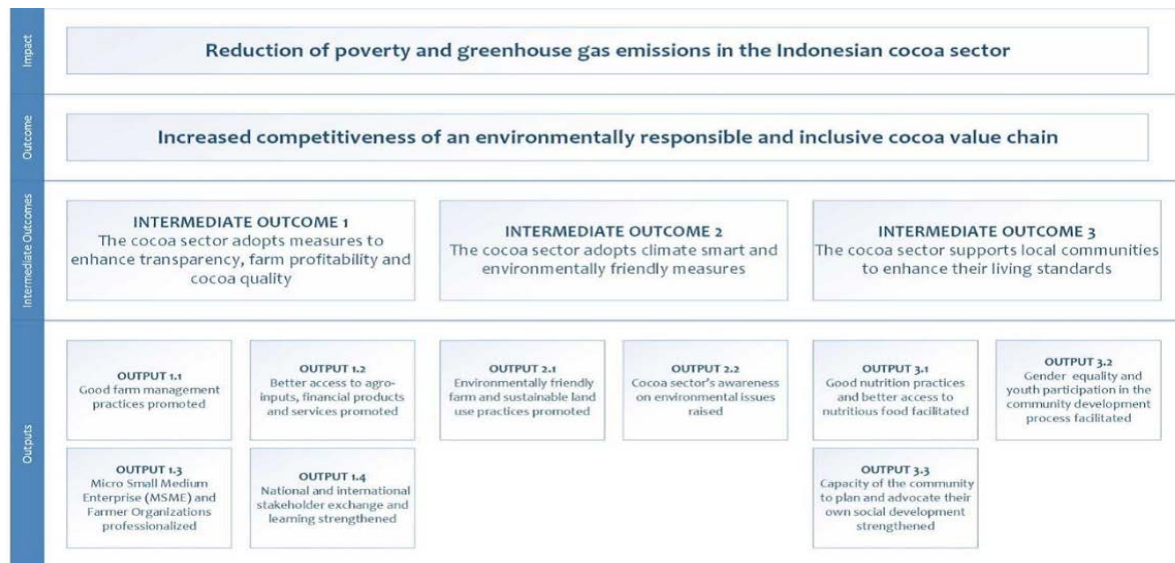 Impact
Reduction of poverty and greenhouse gas emissions in the Indonesian cocoa sector
Outcome
Increased competitiveness of an environmentally responsible and inclusive cocoa value chain
Intermediate Outcomes
INTERMEDIATE OUTCOME 1
The cocoa sector adopts measures to
enhance transparency, farm profitability and
cocoa quality
INTERMEDIATE OUTCOME 2
The cocoa sector adopts climate smart and
environmentally friendly measures
INTERMEDIATE OUTCOME 3
The cocoa sector supports local communities
to enhance their living standards
Outputs
OUTPUT 1.1
Good farm management
practices promoted
OUTPUT 1.2
Better access to agro-
inputs, financial products
and services promoted
OUTPUT 2.1
Environmentally friendly
farm and sustainable land
use practices promoted
OUTPUT 2.2
Cocoa sector's awareness
on environmental issues
raised
OUTPUT 3.1
Good nutrition practices
and better access to
nutritious food facilitated
OUTPUT 3.2
Gender equality and
youth participation in the
community development
process facilitated
OUTPUT 1.3
Micro Small Medium
Enterprise (MSME) and
Farmer Organizations
professionalized
OUTPUT 1.4
National and international
stakeholder exchange and
learning strengthened
OUTPUT 3.3
Capacity of the community
to plan and advocate their
own social development
strengthened